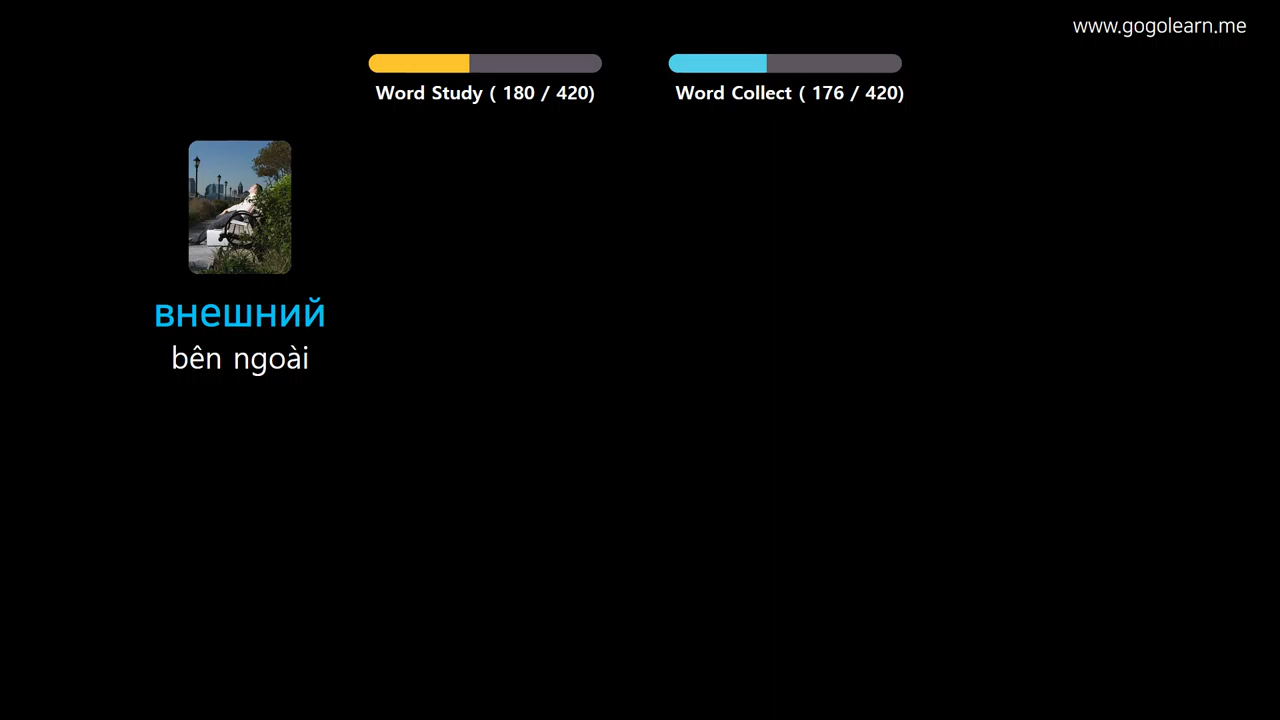 www.gogolearn.me
Word Study ( 180 / 420)
Word Collect ( 176 / 420)
внешний
bên ngoài